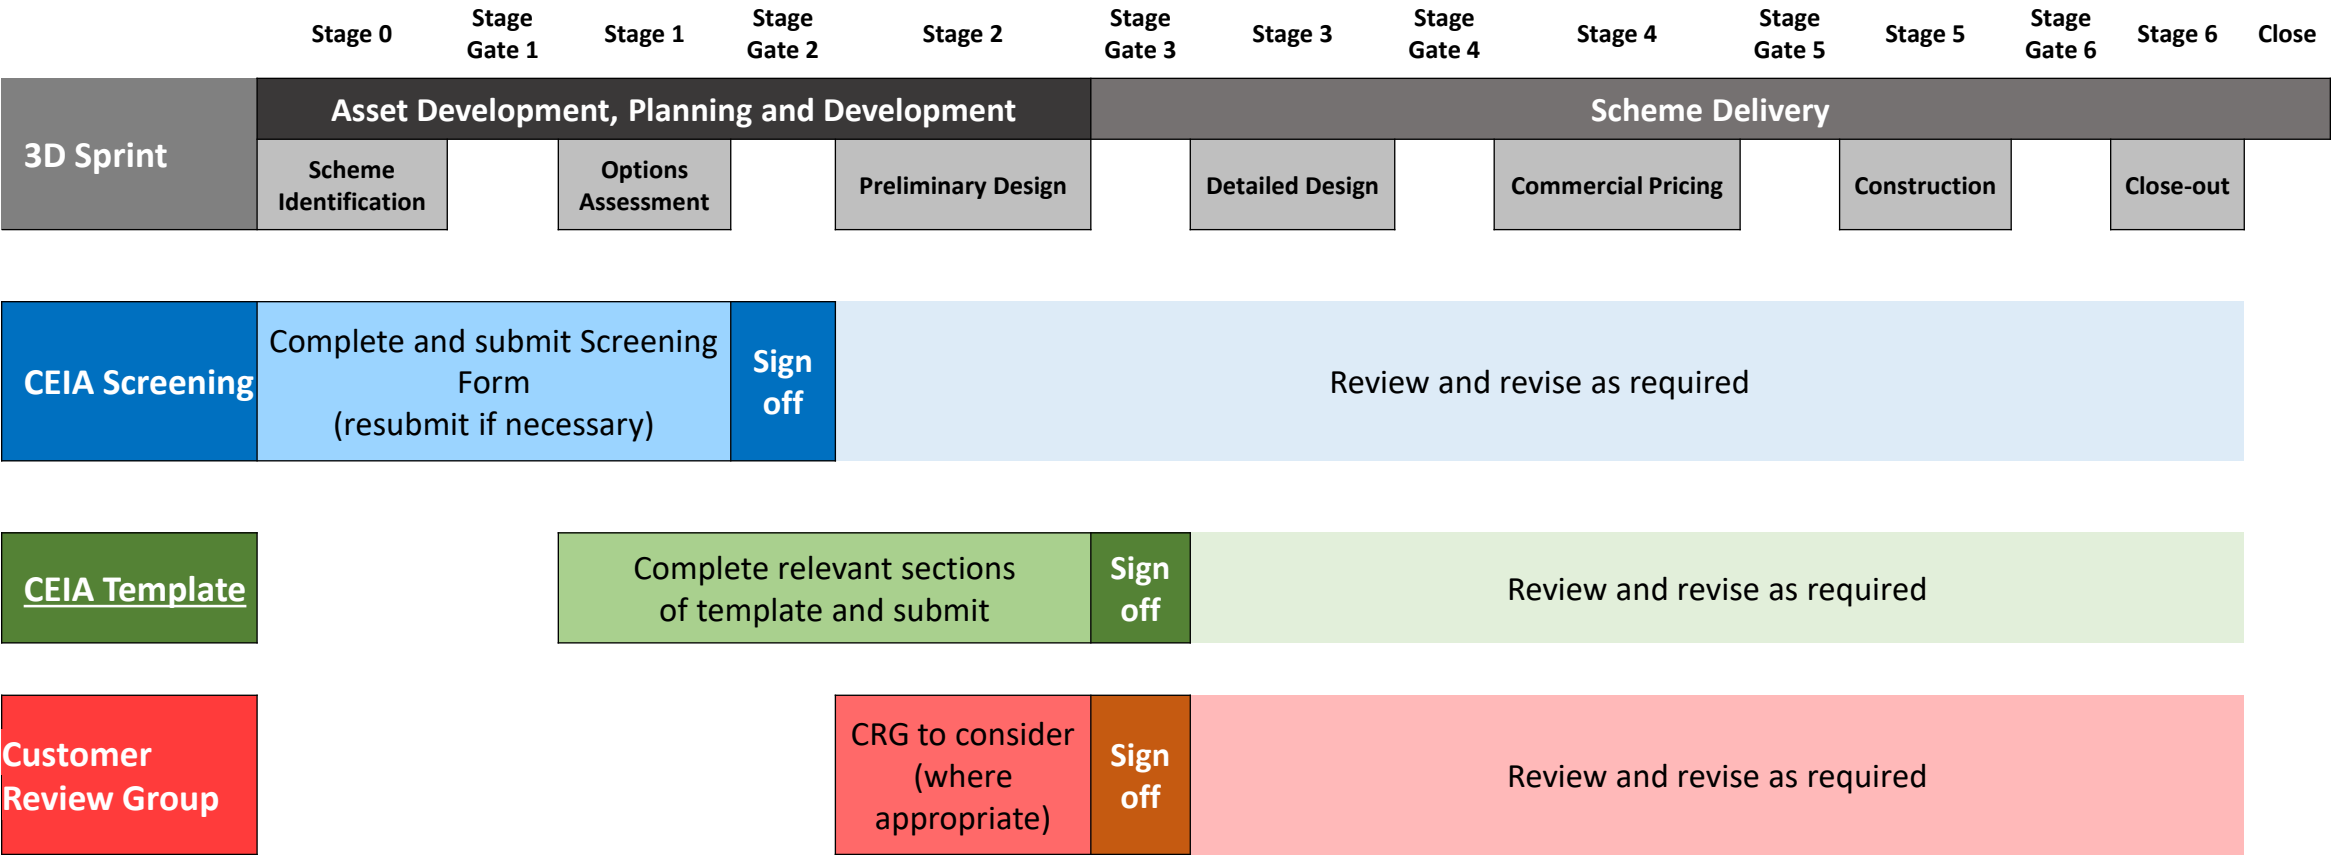 Stage 0
Stage
Gate 1
Stage 1
Stage
Gate 2
Stage 2
Stage
Gate 3
Stage 3
Stage
Gate 4
Stage 4
Stage
Gate 5
Stage 5
Stage
Gate 6
Stage 6
Close
3D Sprint
Asset Development, Planning and Development
Scheme Delivery
Scheme
Identification
Options
Assessment
Preliminary Design
Detailed Design
Commercial Pricing
Construction
Close-out
CEIA Screening
Complete and submit Screening
Form
(resubmit if necessary)
Sign
off
Review and revise as required
CEIA Template
Complete relevant sections
of template and submit
Sign
off
Review and revise as required
Customer
Review Group
CRG to consider
(where
appropriate)
Sign
off
Review and revise as required